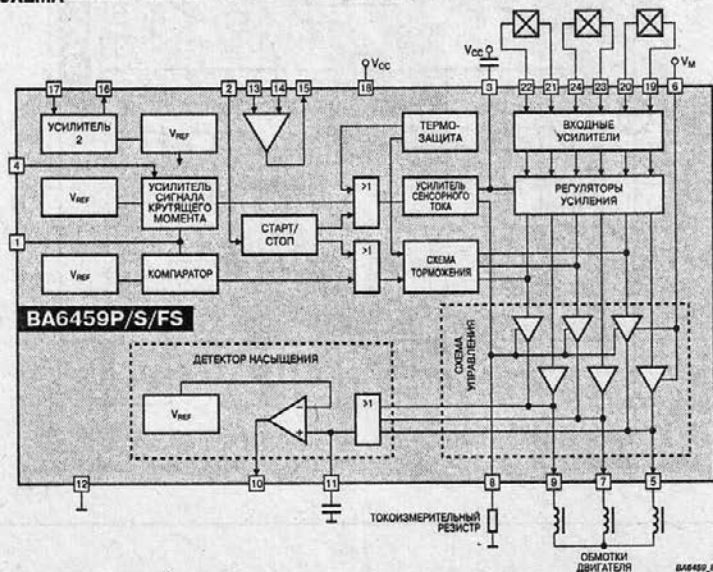 VCC
VCC
VM
17
16
2
13
14
15
18
3
22
21
24
23
20
19
6
УСИЛИТЕЛЬ
2
VREF
ТЕРМО-
ЗАЩИТА
ВХОДНЫЕ
УСИЛИТЕЛИ
4
VREF
УСИЛИТЕЛЬ
СИГНАЛА
КРУТЯЩЕГО
МОМЕНТА
>1
УСИЛИТЕЛЬ
СЕНСОРНОГО
ТОКА
РЕГУЛЯТОРЫ
УСИЛЕНИЯ
СТАРТ/
СТОП
1
VREF
КОМПАРАТОР
>1
СХЕМА
ТОРМОЖЕНИЯ
BA6459P/S/FS
ДЕТЕКТОР НАСЫЩЕНИЯ
СХЕМА
УПРАВЛЕНИЯ
VREF
−
+
>1
12
10
11
8
9
7
5
ТОКОИЗМЕРИТЕЛЬНЫЙ
РЕЗИСТР
ОБМОТКИ
ДВИГАТЕЛЯ